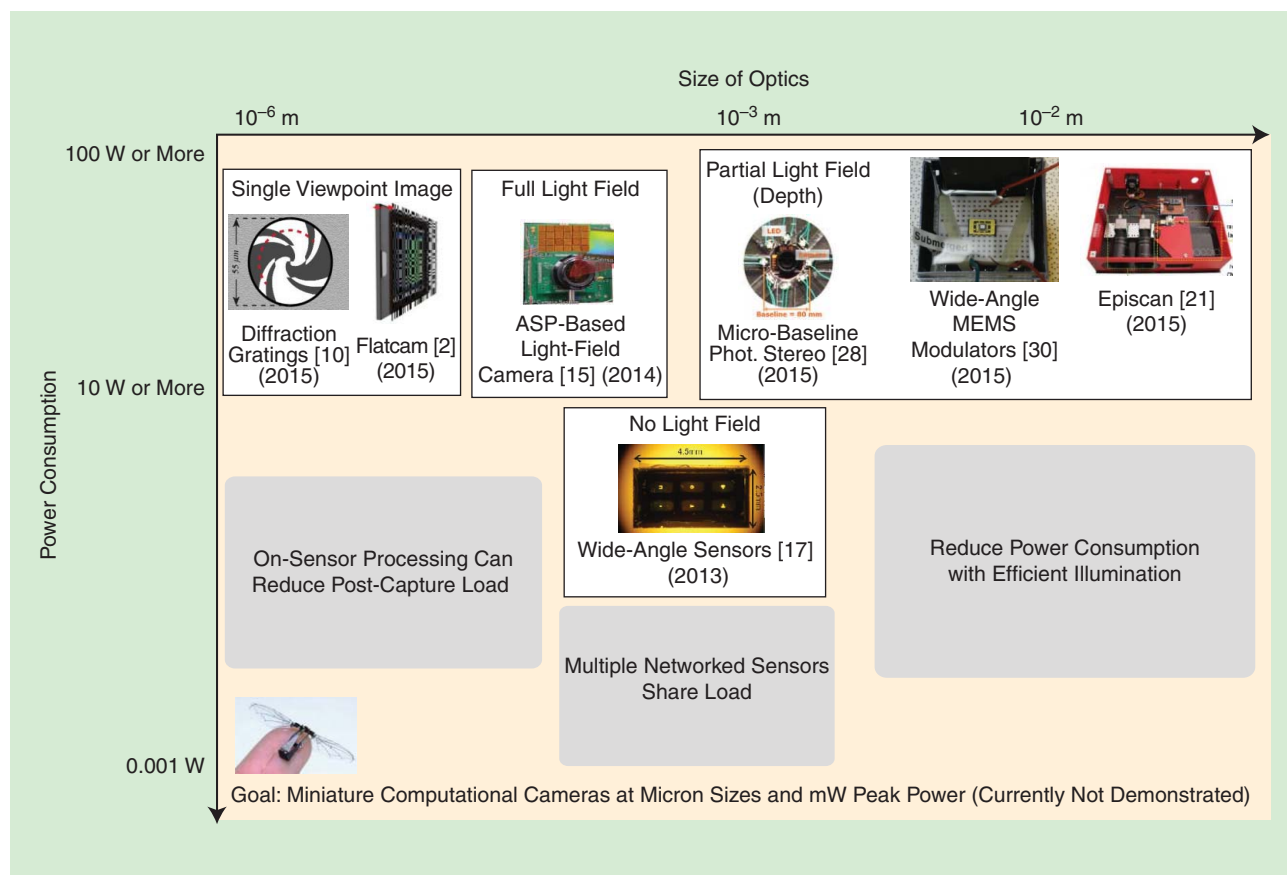 Size of Optics
10–6 m
10–3 m
10–2 m
Power Consumption
100 W or More
10 W or More
0.001 W
Single Viewpoint Image
55 µm
Diffraction
Gratings [10]
(2015)
Flatcam [2]
(2015)
Full Light Field
ASP-Based
Light-Field
Camera [15] (2014)
Partial Light Field
(Depth)
LED
Baseline = 80 mm
Micro-Baseline
Phot. Stereo [28]
(2015)
Submerged
Wide-Angle
MEMS
Modulators [30]
(2015)
Episcan [21]
(2015)
No Light Field
4.5mm
Wide-Angle Sensors [17]
(2013)
On-Sensor Processing Can
Reduce Post-Capture Load
Multiple Networked Sensors
Share Load
Reduce Power Consumption
with Efficient Illumination
Goal: Miniature Computational Cameras at Micron Sizes and mW Peak Power (Currently Not Demonstrated)